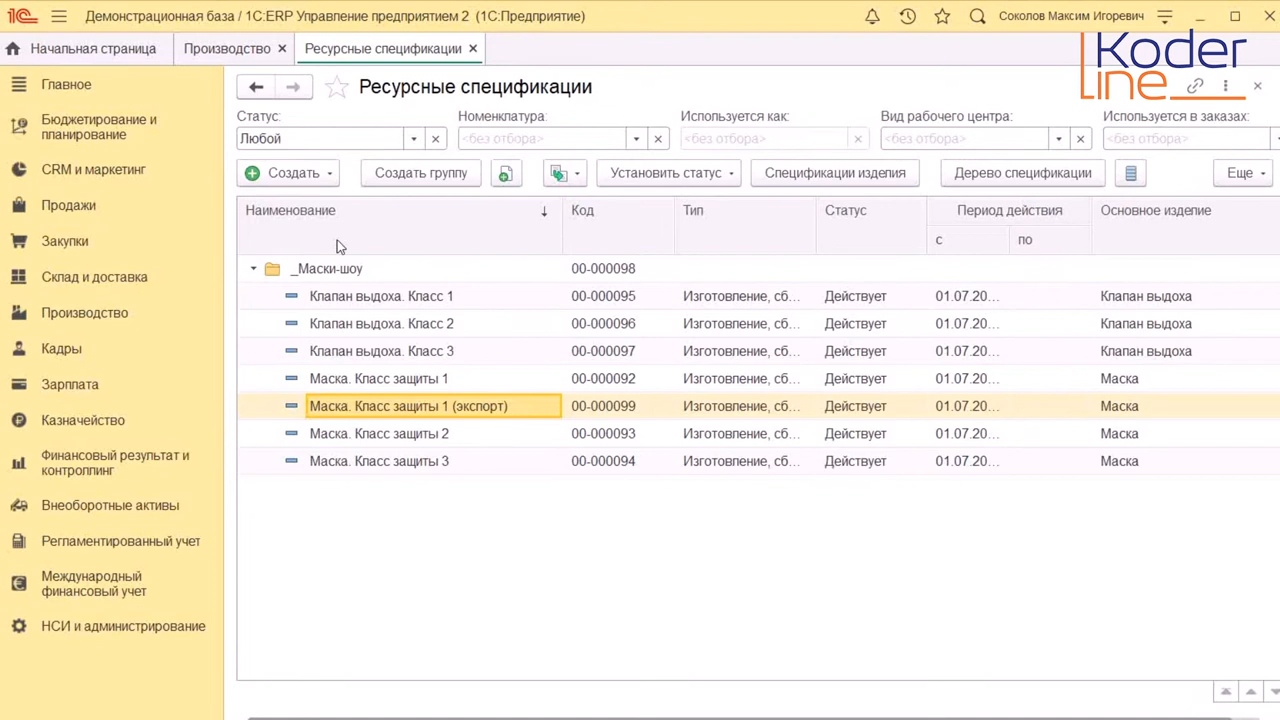 1С Демонстрационная база / 1С:ERP Управление предприятием 2 (1С:Предприятие) Соколов Максим Игоревич
Начальная страница Производство Ресурсные спецификации
Koder
line
Главное
Бюджетирование и
планирование
CRM и маркетинг
Продажи
Закупки
Склад и доставка
Производство
Кадры
Зарплата
Казначейство
Финансовый результат и
контроллинг
Внеоборотные активы
Регламентированный учет
Международный
финансовый учет
НСИ и администрирование
Ресурсные спецификации
Статус: Номенклатура: Используется как: Вид рабочего центра: Используется в заказах:
Любой <без отбора> <без отбора> <без отбора> <без отбора>
Создать Создать группу Установить статус Спецификации изделия Дерево спецификации Еще
Наименование Код Тип Статус Период действия Основное изделие
с по
_Маски-шоу 00-000098
Клапан выдоха. Класс 1 00-000095 Изготовление, сб... Действует 01.07.20... Клапан выдоха
Клапан выдоха. Класс 2 00-000096 Изготовление, сб... Действует 01.07.20... Клапан выдоха
Клапан выдоха. Класс 3 00-000097 Изготовление, сб... Действует 01.07.20... Клапан выдоха
Маска. Класс защиты 1 00-000092 Изготовление, сб... Действует 01.07.20... Маска
Маска. Класс защиты 1 (экспорт) 00-000099 Изготовление, сб... Действует 01.07.20... Маска
Маска. Класс защиты 2 00-000093 Изготовление, сб... Действует 01.07.20... Маска
Маска. Класс защиты 3 00-000094 Изготовление, сб... Действует 01.07.20... Маска